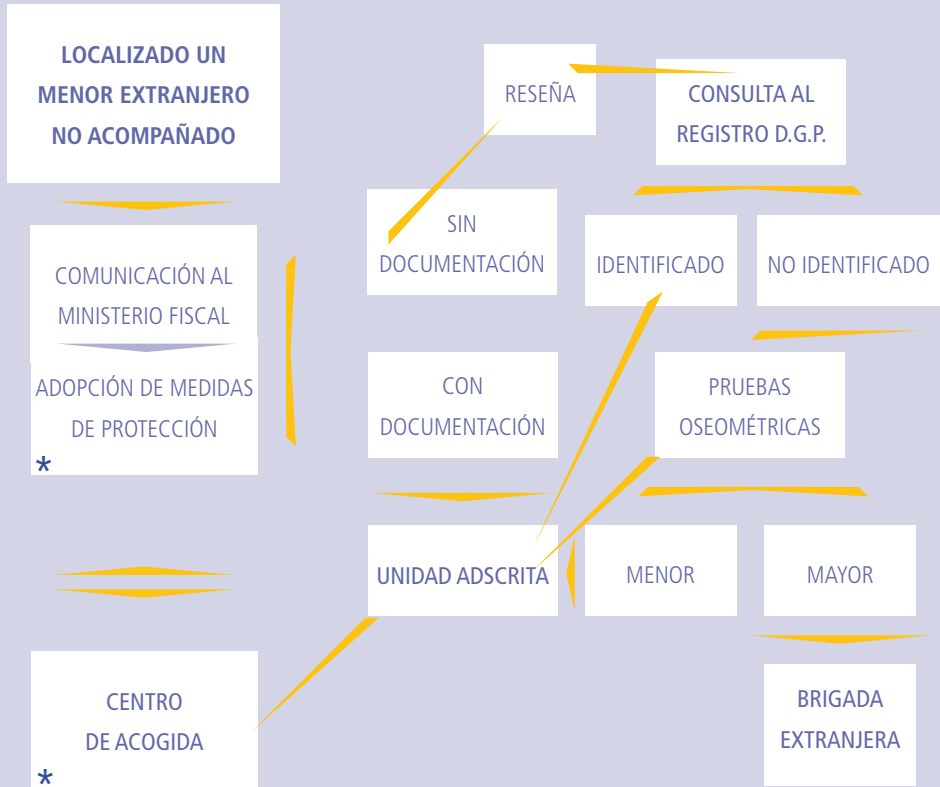 LOCALIZADO UN
MENOR EXTRANJERO
NO ACOMPAÑADO
COMUNICACIÓN AL
MINISTERIO FISCAL
ADOPCIÓN DE MEDIDAS
DE PROTECCIÓN
*
CENTRO
DE ACOGIDA
*
RESEÑA
CONSULTA AL
REGISTRO D.G.P.
SIN
DOCUMENTACIÓN
IDENTIFICADO
NO IDENTIFICADO
CON
DOCUMENTACIÓN
PRUEBAS
OSEOMÉTRICAS
UNIDAD ADSCRITA
MENOR
MAYOR
BRIGADA
EXTRANJERA